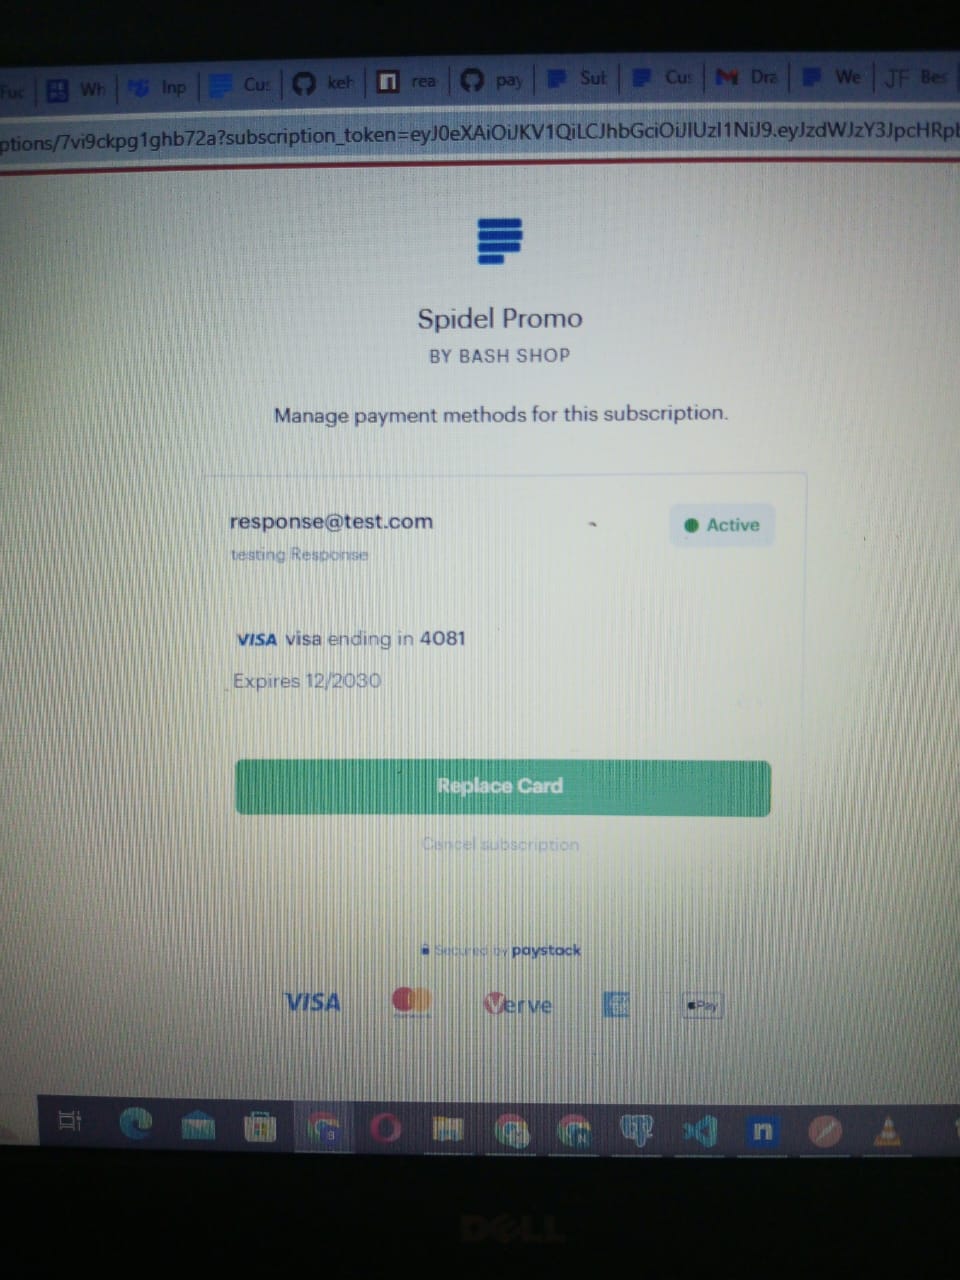 Fuc Wh Inp Cus keh rea pay Sub Cus Dra We JF Bes
ptions/7vi9ckpg1ghb72a?subscription_token=eyJ0eXAiOiJKV1QiLCJhbGciOiJIUzI1NiJ9.eyJzdWJzY3JpcHRpb
Spidel Promo
BY BASH SHOP
Manage payment methods for this subscription.
response@test.com
Active
testing Response
VISA visa ending in 4081
Expires 12/2030
Replace Card
Cancel subscription
Secured by paystack
VISA Verve Pay
n
DELL